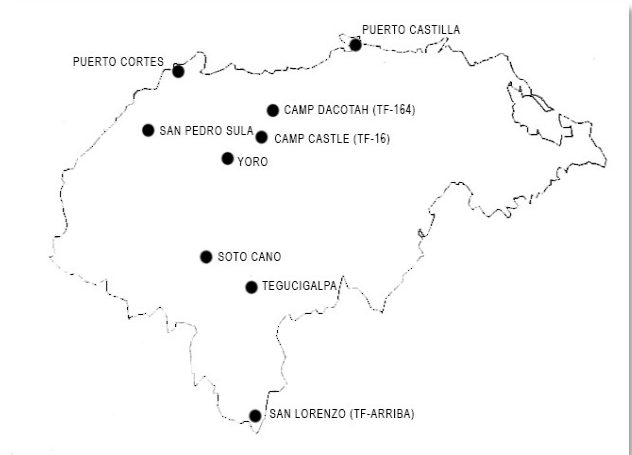 PUERTO CASTILLA
PUERTO CORTES
CAMP DACOTAH (TF-164)
SAN PEDRO SULA
CAMP CASTLE (TF-16)
YORO
SOTO CANO
TEGUCIGALPA
SAN LORENZO (TF-ARRIBA)